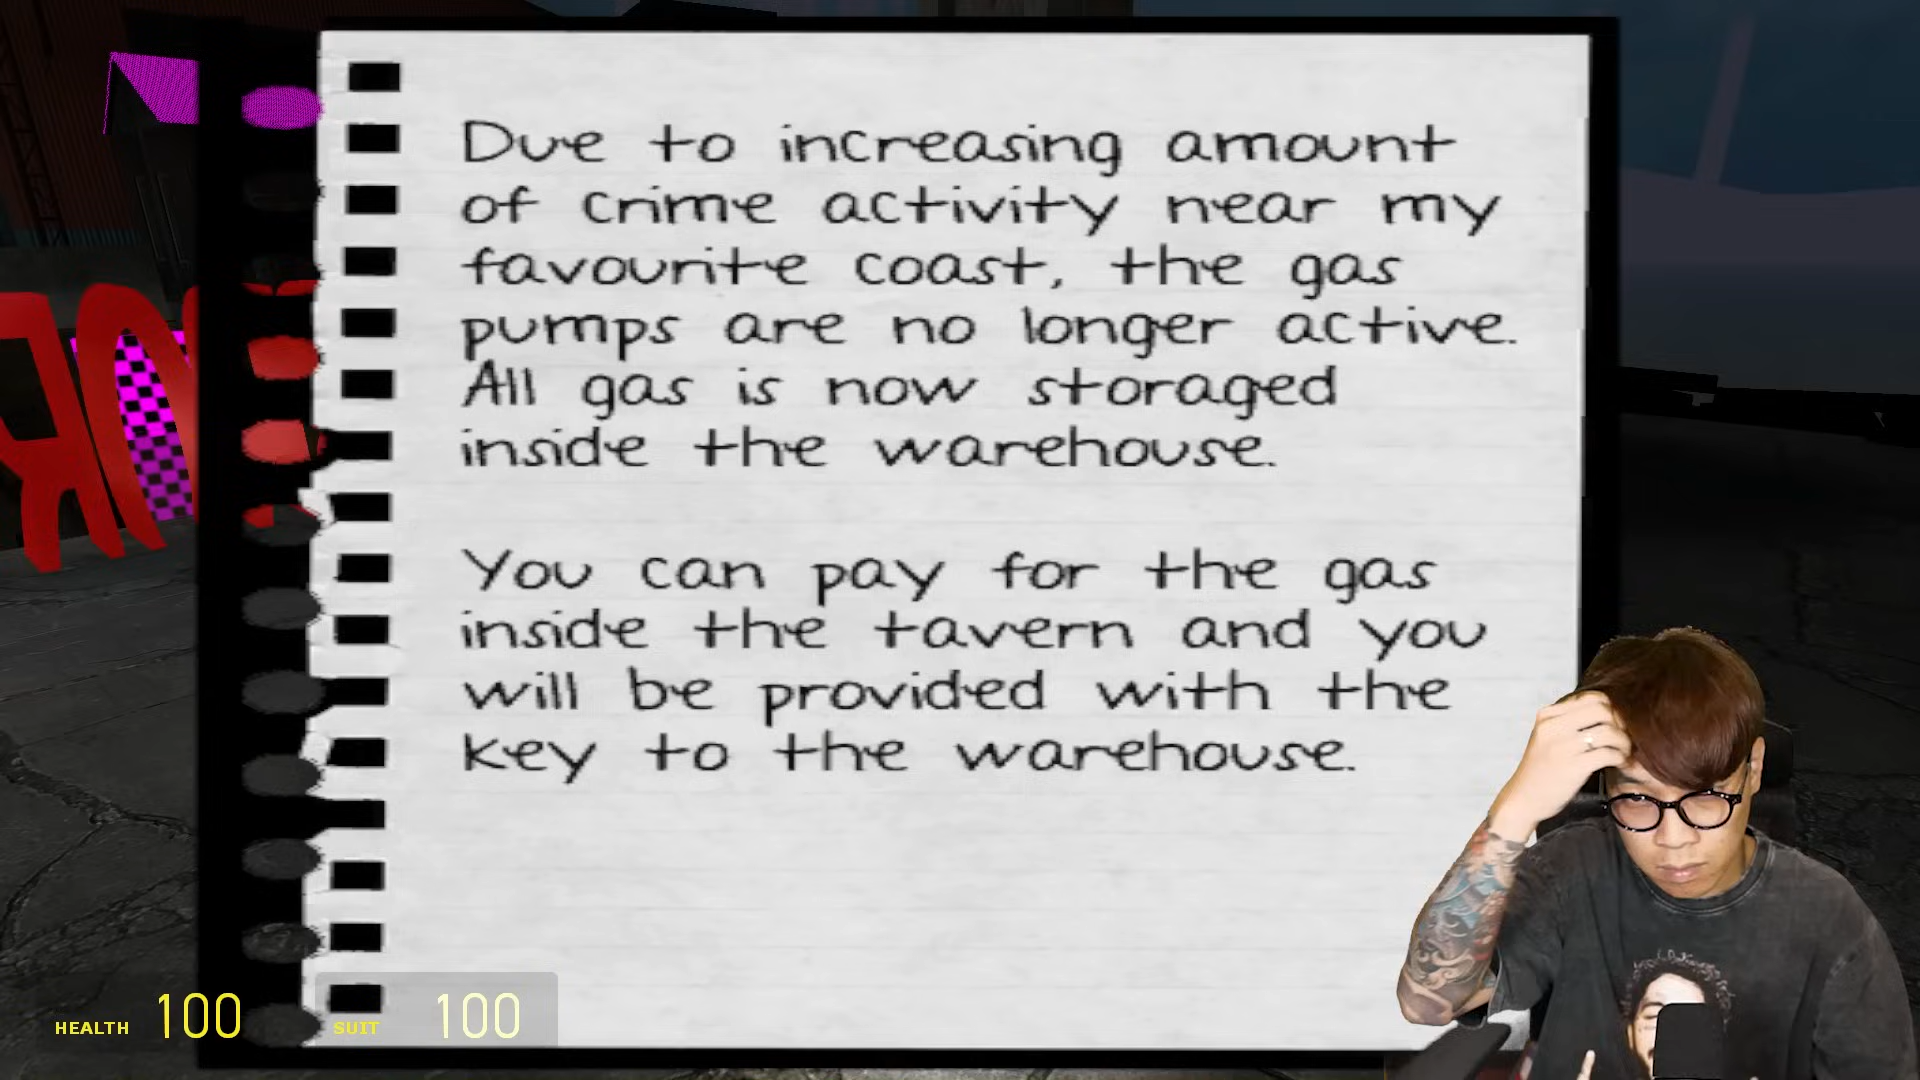 Due to increasing amount
of crime activity near my
favourite coast, the gas
pumps are no longer active.
All gas is now storaged
inside the warehouse.
You can pay for the gas
inside the tavern and you
will be provided with the
key to the warehouse.
HEALTH 100 SUIT 100